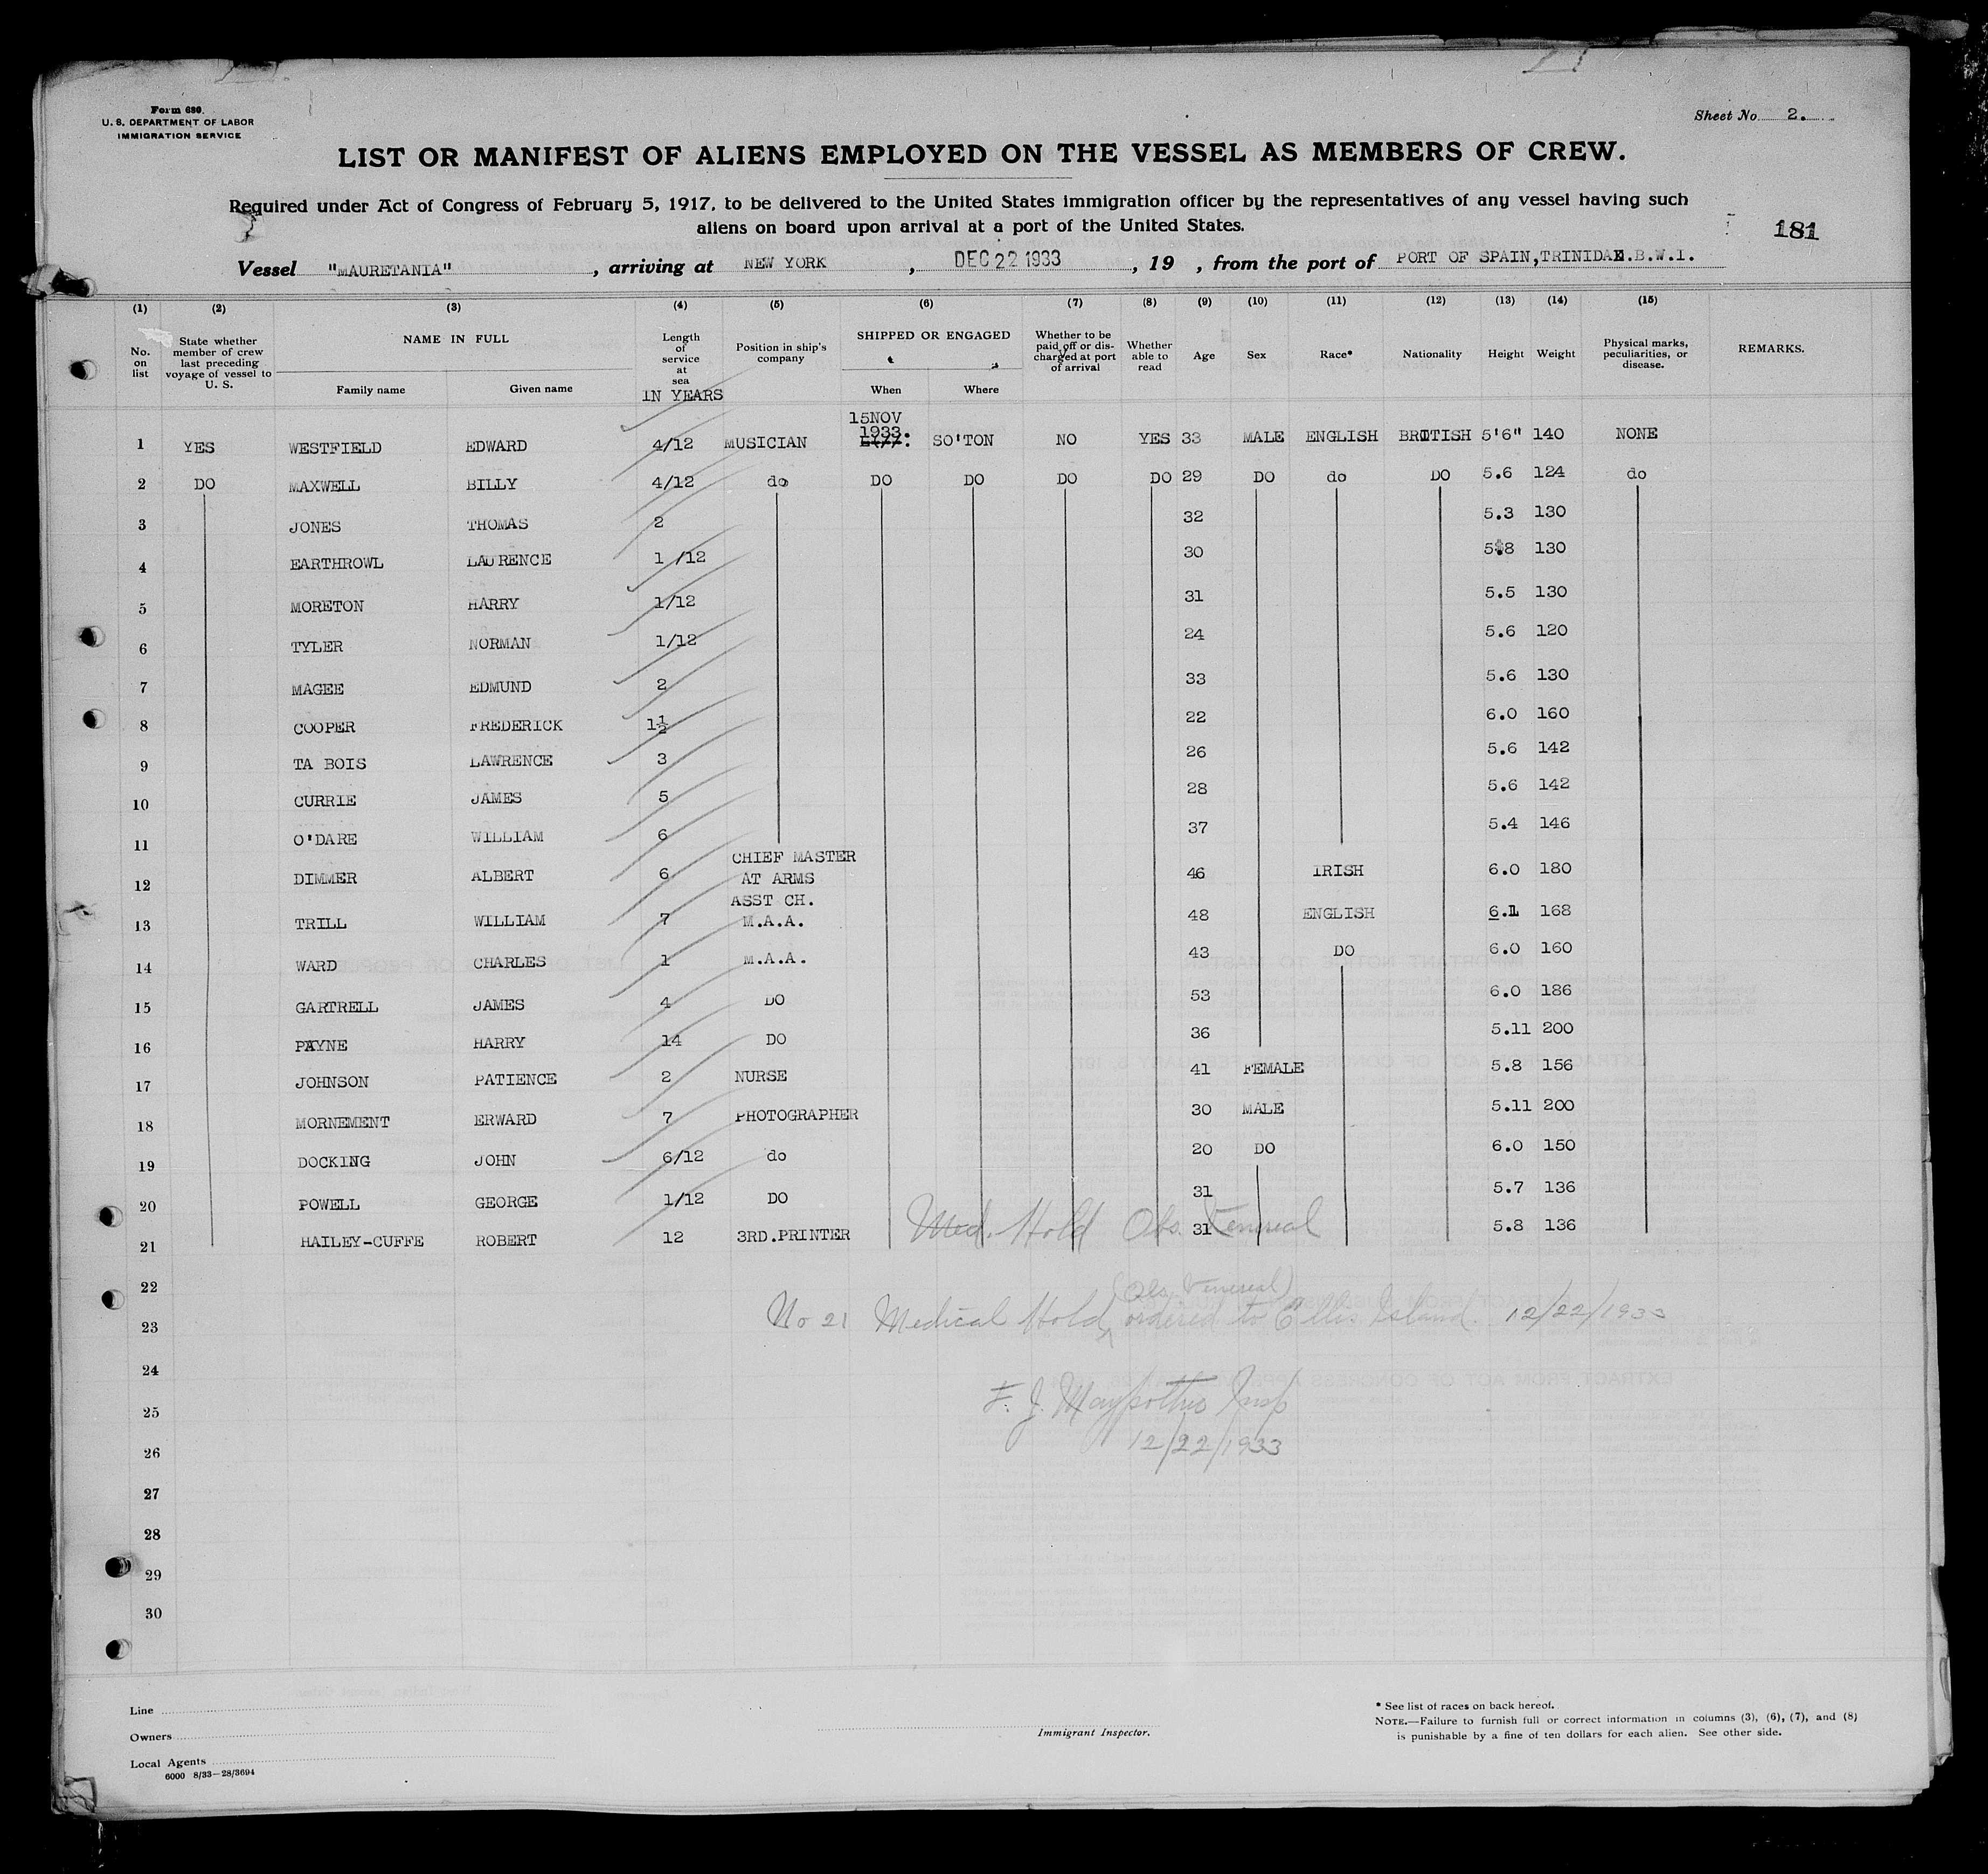 Form 680.
U. S. DEPARTMENT OF LABOR
IMMIGRATION SERVICE
Sheet No. 2.
LIST OR MANIFEST OF ALIENS EMPLOYED ON THE VESSEL AS MEMBERS OF CREW.
Required under Act of Congress of February 5, 1917, to be delivered to the United States immigration officer by the representatives of any vessel having such
aliens on board upon arrival at a port of the United States.
181
Vessel "MAURETANIA", arriving at NEW YORK, DEC 22 1933, 19 , from the port of PORT OF SPAIN, TRINIDAD.B.W.I.
(1) (2) (3) (4) (5) (6) (7) (8) (9) (10) (11) (12) (13) (14) (15)
No. on list | State whether member of crew last preceding voyage of vessel to U. S. | NAME IN FULL | Length of service at sea IN YEARS | Position in ship's company | SHIPPED OR ENGAGED | Whether to be paid off or discharged at port of arrival | Whether able to read | Age | Sex | Race* | Nationality | Height | Weight | Physical marks, peculiarities, or disease. | REMARKS.
Family name | Given name | When | Where
1 YES WESTFIELD EDWARD 4/12 MUSICIAN 15NOV 1933. SO'TON NO YES 33 MALE ENGLISH BRITISH 5'6" 140 NONE
2 DO MAXWELL BILLY 4/12 do DO DO DO DO 29 DO do DO 5.6 124 do
3 JONES THOMAS 2 32 5.3 130
4 EARTHROWL LAURENCE 1 /12 30 5.8 130
5 MORETON HARRY 1/12 31 5.5 130
6 TYLER NORMAN 1/12 24 5.6 120
7 MAGEE EDMUND 2 33 5.6 130
8 COOPER FREDERICK 1½ 22 6.0 160
9 TA BOIS LAWRENCE 3 26 5.6 142
10 CURRIE JAMES 5 28 5.6 142
11 O'DARE WILLIAM 6 37 5.4 146
12 DIMMER ALBERT 6 CHIEF MASTER AT ARMS 46 IRISH 6.0 180
13 TRILL WILLIAM 7 ASST CH. M.A.A. 48 ENGLISH 6.1 168
14 WARD CHARLES 1 M.A.A. 43 DO 6.0 160
15 GARTRELL JAMES 4 DO 53 6.0 186
16 PAYNE HARRY 14 DO 36 5.11 200
17 JOHNSON PATIENCE 2 NURSE 41 FEMALE 5.8 156
18 MORNEMENT ERWARD 7 PHOTOGRAPHER 30 MALE 5.11 200
19 DOCKING JOHN 6/12 do 20 DO 6.0 150
20 POWELL GEORGE 1/12 DO 31 5.7 136
21 HAILEY-CUFFE ROBERT 12 3RD.PRINTER Med. Hold Obs. Venereal 31 5.8 136
22
(Obs. Venereal)
23 No 21 Medical Hold, ordered to Ellis Island. 12/22/1933
24
25 F. J. Insp
26 12/22/1933
27
28
29
30
Line
Owners
Local Agents
6000 8/33—28/3694
Immigrant Inspector.
* See list of races on back hereof.
NOTE.—Failure to furnish full or correct information in columns (3), (6), (7), and (8)
is punishable by a fine of ten dollars for each alien. See other side.